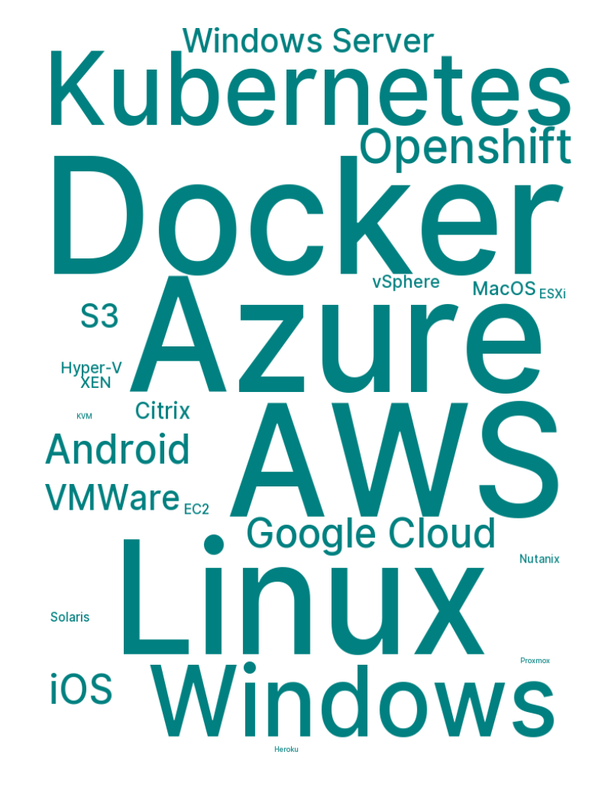 Windows Server
Kubernetes
Openshift
Docker
vSphere
MacOS
ESXi
S3
Azure
Hyper-V
XEN
KVM
Citrix
AWS
Android
VMWare
EC2
Google Cloud
Linux
Nutanix
Solaris
Proxmox
iOS
Windows
Heroku